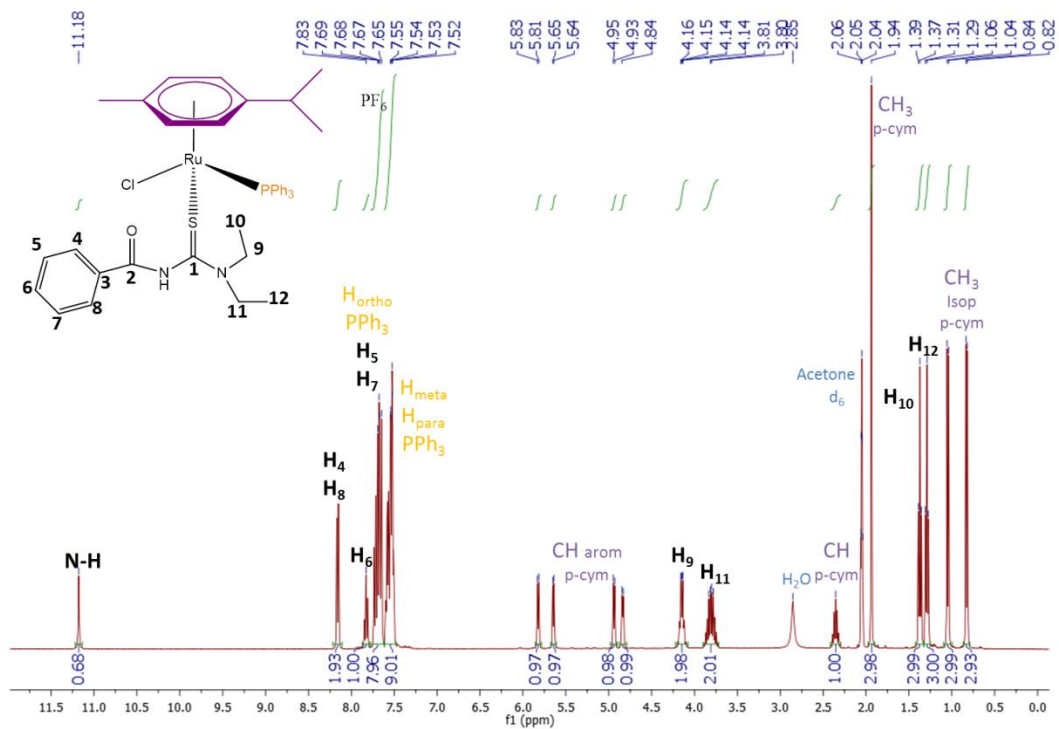 11.18
7.83
7.69
7.68
7.67
7.65
7.55
7.54
7.53
7.52
5.83
5.81
5.65
5.64
4.95
4.93
4.84
4.16
4.15
4.14
4.14
3.81
3.80
2.85
2.06
2.05
2.04
1.94
1.39
1.37
1.31
1.29
1.06
1.04
0.84
0.82
PF6
Ru
Cl
PPh3
S
O
N
H
N
1
2
3
4
5
6
7
8
9
10
11
12
CH3
p-cym
CH3
Isop
p-cym
Hortho
PPh3
H5
H7
Hmeta
Hpara
PPh3
Acetone
d6
H12
H10
H4
H8
N-H
H6
CH arom
p-cym
H9
H11
H2O
CH
p-cym
0.68
1.93
1.00
7.96
9.01
0.97
0.97
0.98
0.99
1.98
2.01
1.00
2.98
2.99
3.00
2.99
2.93
11.5 11.0 10.5 10.0 9.5 9.0 8.5 8.0 7.5 7.0 6.5 6.0 5.5 5.0 4.5 4.0 3.5 3.0 2.5 2.0 1.5 1.0 0.5 0.0
f1 (ppm)